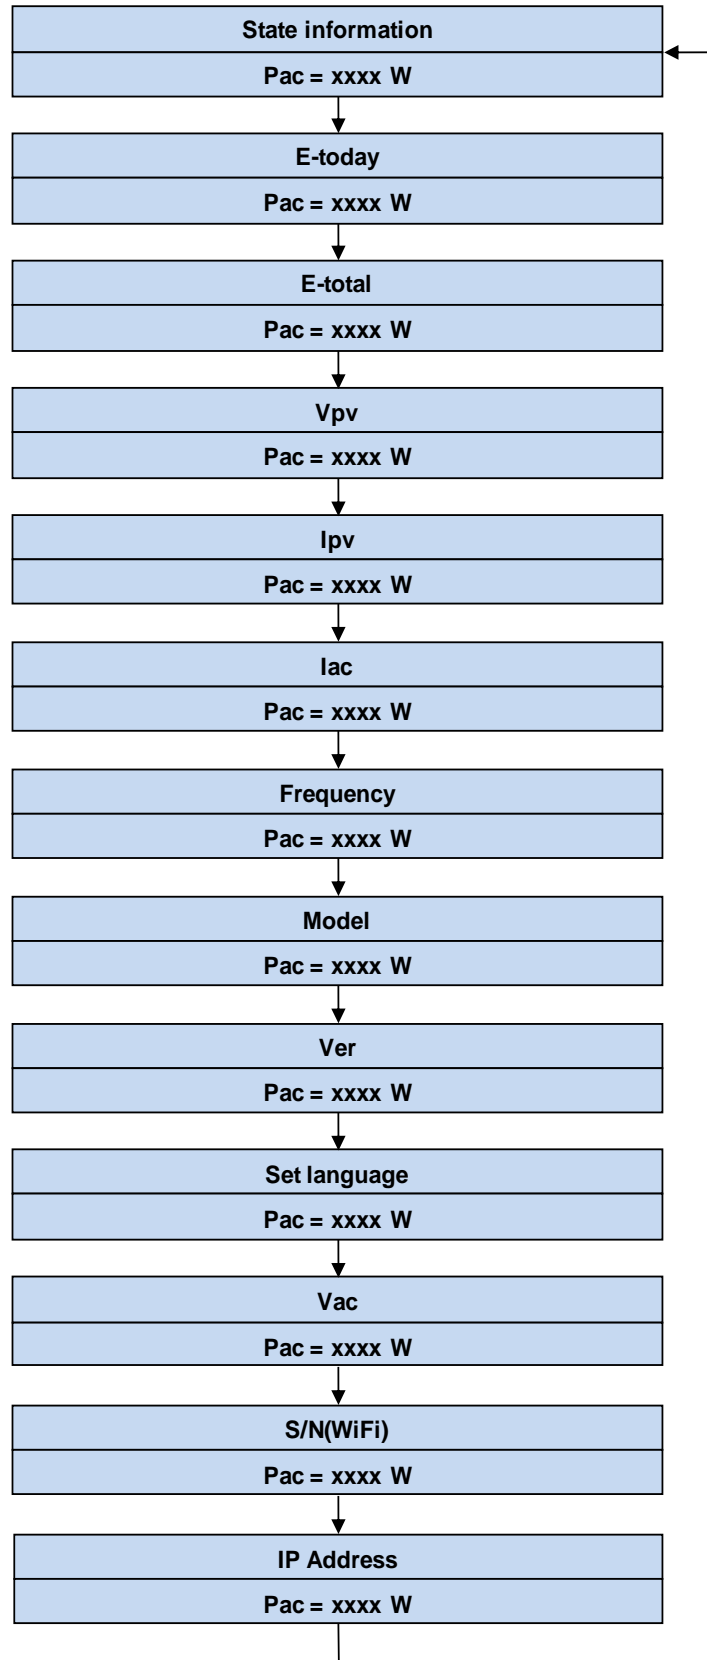 State information
Pac = xxxx W
E-today
Pac = xxxx W
E-total
Pac = xxxx W
Vpv
Pac = xxxx W
Ipv
Pac = xxxx W
Iac
Pac = xxxx W
Frequency
Pac = xxxx W
Model
Pac = xxxx W
Ver
Pac = xxxx W
Set language
Pac = xxxx W
Vac
Pac = xxxx W
S/N(WiFi)
Pac = xxxx W
IP Address
Pac = xxxx W